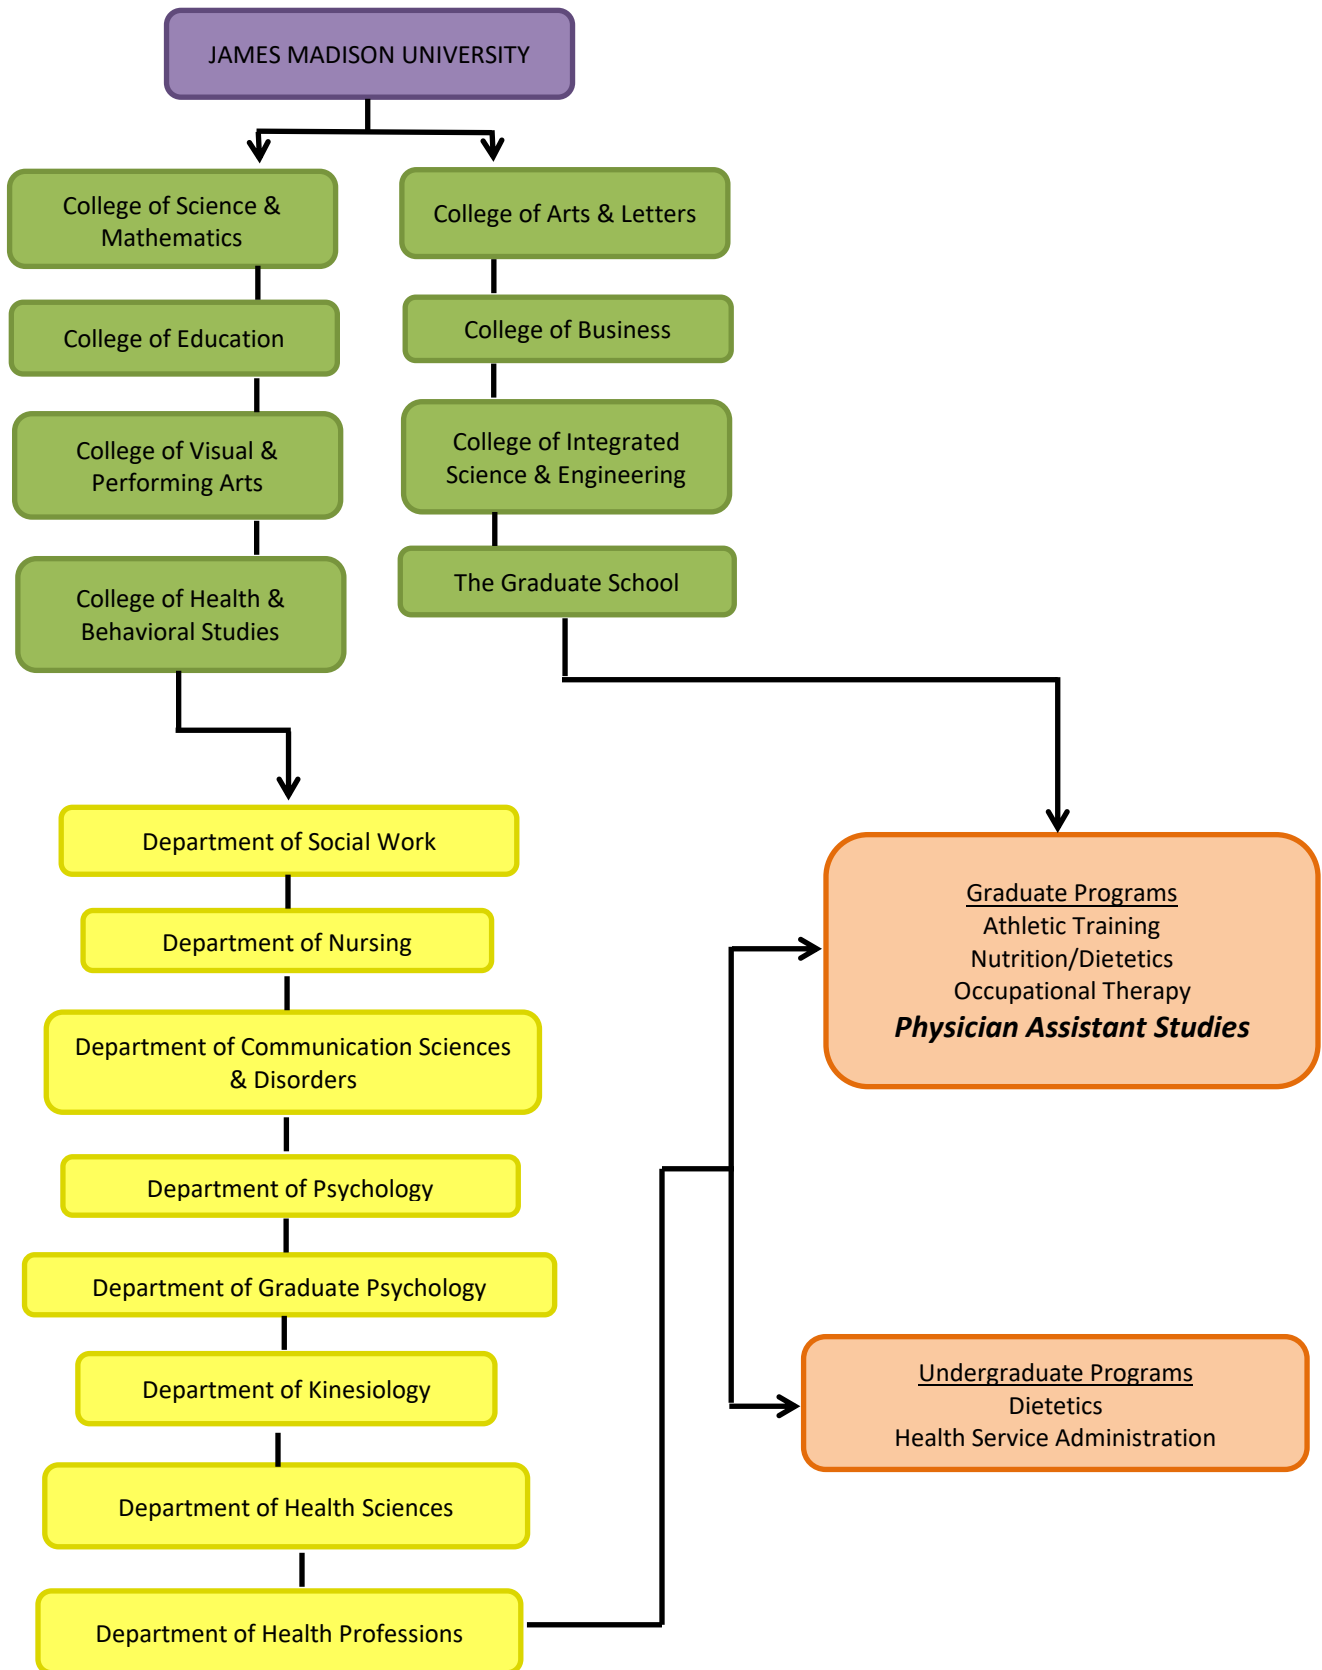 JAMES MADISON UNIVERSITY
College of Science &
Mathematics
College of Education
College of Visual &
Performing Arts
College of Health &
Behavioral Studies
College of Arts & Letters
College of Business
College of Integrated
Science & Engineering
The Graduate School
Department of Social Work
Department of Nursing
Department of Communication Sciences
& Disorders
Department of Psychology
Department of Graduate Psychology
Department of Kinesiology
Department of Health Sciences
Department of Health Professions
Graduate Programs
Athletic Training
Nutrition/Dietetics
Occupational Therapy
Physician Assistant Studies
Undergraduate Programs
Dietetics
Health Service Administration